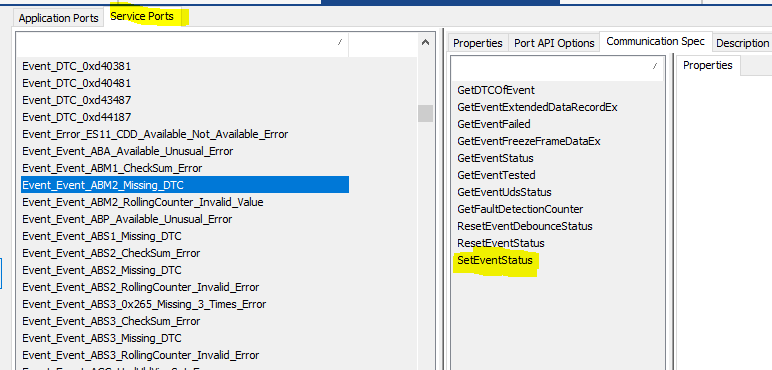 Application Ports
Service Ports
/
Event_DTC_0xd40381
Event_DTC_0xd40481
Event_DTC_0xd43487
Event_DTC_0xd44187
Event_Error_ES11_CDD_Available_Not_Available_Error
Event_Event_ABA_Available_Unusual_Error
Event_Event_ABM1_CheckSum_Error
Event_Event_ABM2_Missing_DTC
Event_Event_ABM2_RollingCounter_Invalid_Value
Event_Event_ABP_Available_Unusual_Error
Event_Event_ABS1_Missing_DTC
Event_Event_ABS2_CheckSum_Error
Event_Event_ABS2_Missing_DTC
Event_Event_ABS2_RollingCounter_Invalid_Error
Event_Event_ABS3_0x265_Missing_3_Times_Error
Event_Event_ABS3_CheckSum_Error
Event_Event_ABS3_Missing_DTC
Event_Event_ABS3_RollingCounter_Invalid_Error
Properties
Port API Options
Communication Spec
Description
/
GetDTCOfEvent
GetEventExtendedDataRecordEx
GetEventFailed
GetEventFreezeFrameDataEx
GetEventStatus
GetEventTested
GetEventUdsStatus
GetFaultDetectionCounter
ResetEventDebounceStatus
ResetEventStatus
SetEventStatus
Properties